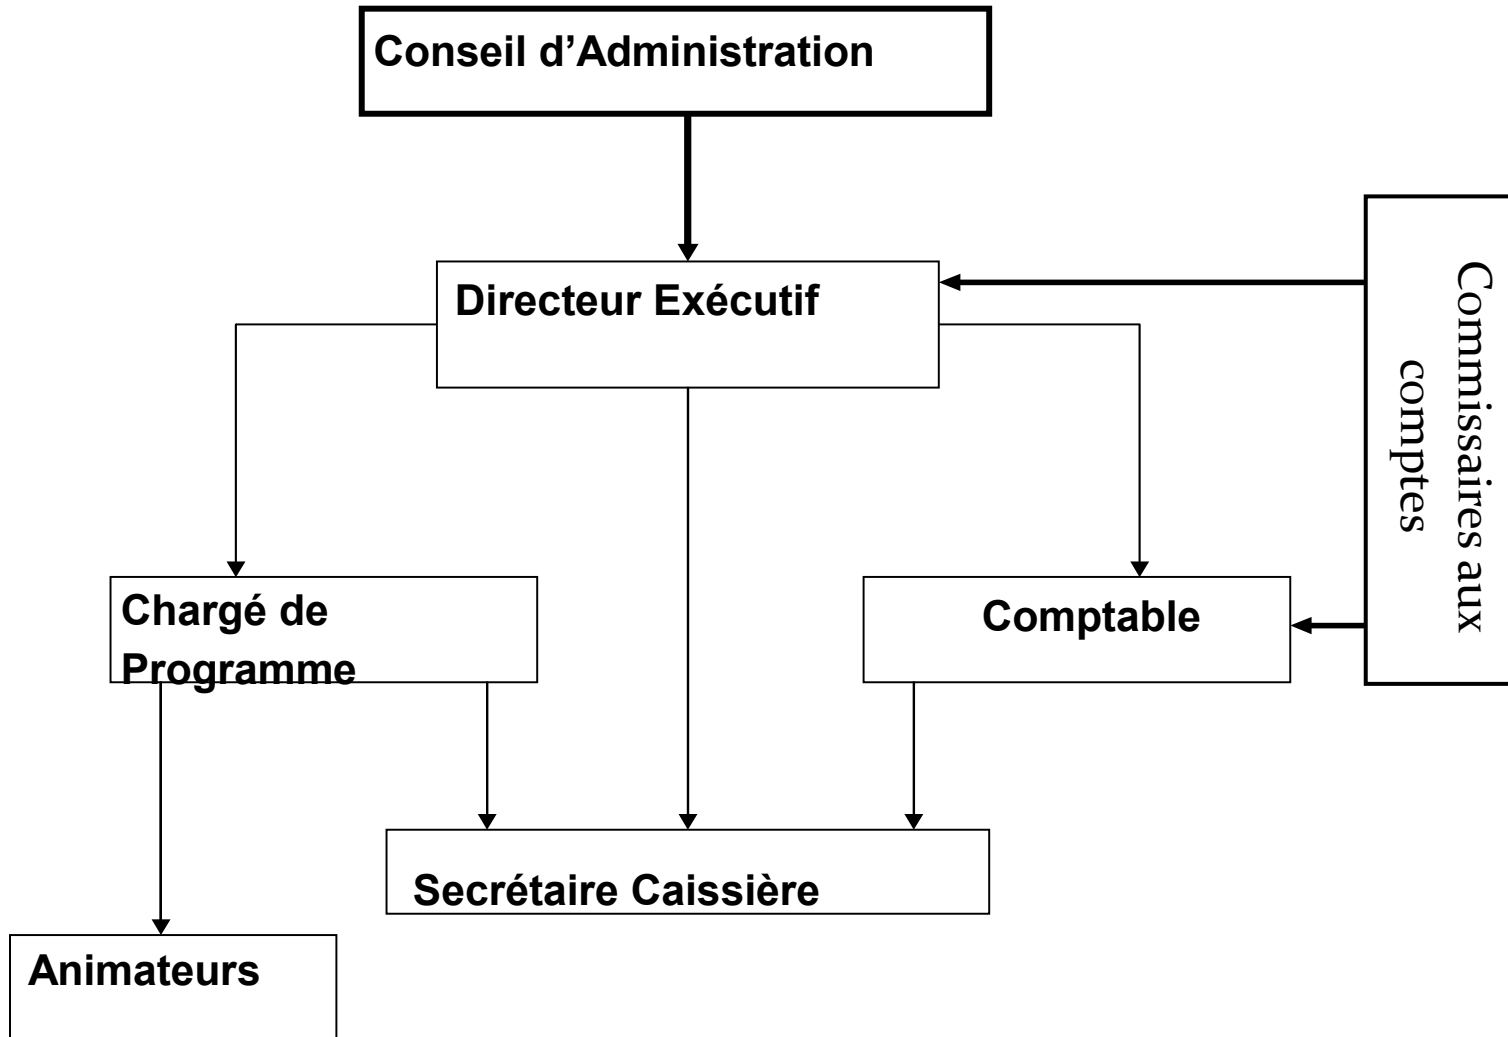 Conseil d’Administration
Directeur Exécutif
Commissaires aux
comptes
Chargé de
Programme
Comptable
Secrétaire Caissière
Animateurs